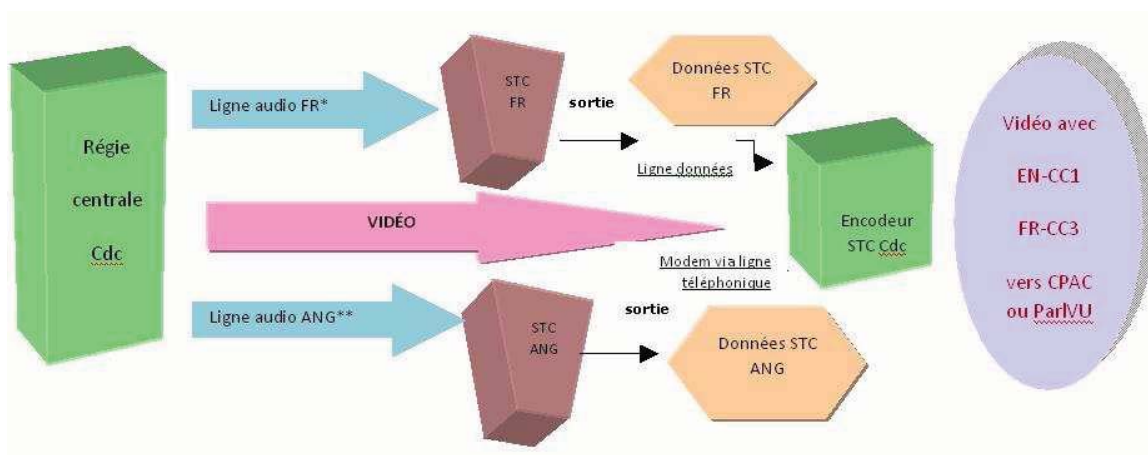 Régie
centrale
Cdc
Ligne audio FR*
STC
FR
sortie
Données STC
FR
Ligne données
VIDÉO
Encodeur
STC Cdc
Modem via ligne
téléphonique
Ligne audio ANG**
STC
ANG
sortie
Données STC
ANG
Vidéo avec
EN-CC1
FR-CC3
vers CPAC
ou ParlVU